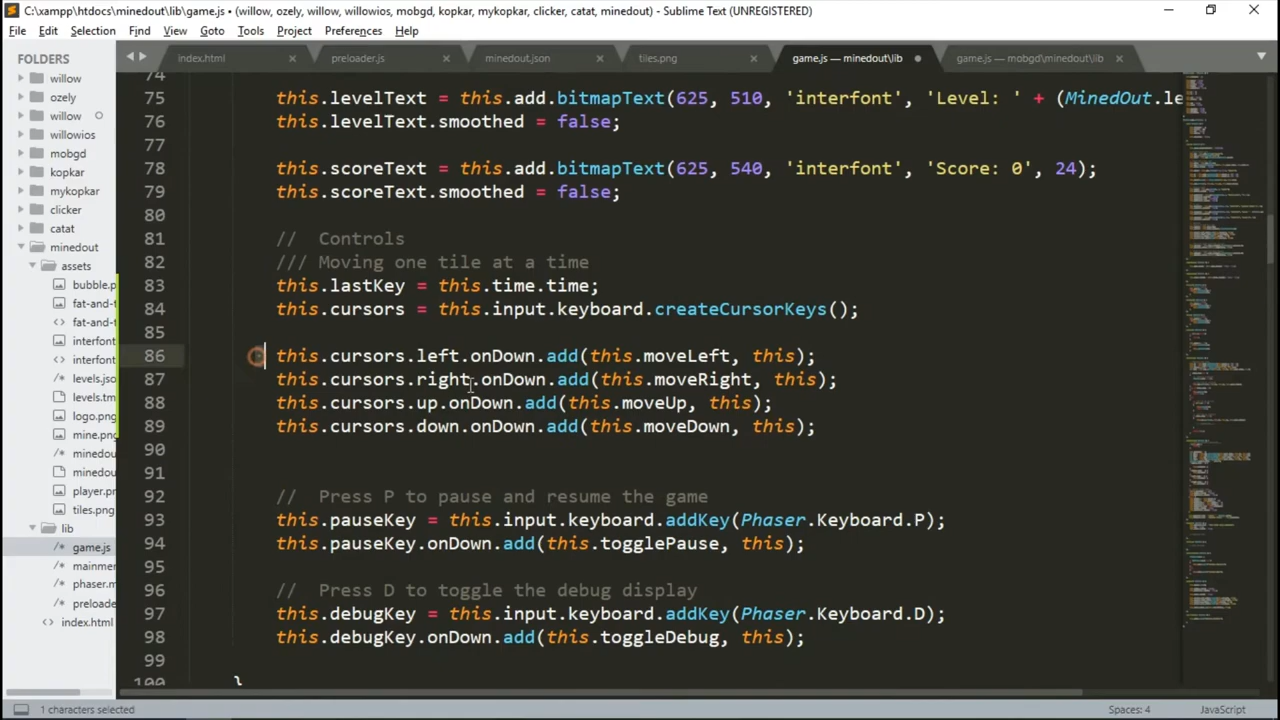 C:\xampp\htdocs\minedout\lib\game.js • (willow, ozely, willow, willowios, mobgd, kopkar, mykopkar, clicker, catat, minedout) - Sublime Text (UNREGISTERED)
File Edit Selection Find View Goto Tools Project Preferences Help
FOLDERS
willow
ozely
willow
willowios
mobgd
kopkar
mykopkar
clicker
catat
minedout
assets
bubble.p
fat-and-t
fat-and-t
interfont
interfont
levels.jso
levels.tm
logo.png
mine.png
minedou
minedou
player.pn
tiles.png
lib
game.js
mainmen
phaser.m
preloade
index.html
index.html preloader.js minedout.json tiles.png game.js — minedout\lib game.js — mobgd\minedout\lib
74
75 this.levelText = this.add.bitmapText(625, 510, 'interfont', 'Level: ' + (MinedOut.le
76 this.levelText.smoothed = false;
77
78 this.scoreText = this.add.bitmapText(625, 540, 'interfont', 'Score: 0', 24);
79 this.scoreText.smoothed = false;
80
81 // Controls
82 /// Moving one tile at a time
83 this.lastKey = this.time.time;
84 this.cursors = this.input.keyboard.createCursorKeys();
85
86 this.cursors.left.onDown.add(this.moveLeft, this);
87 this.cursors.right.onDown.add(this.moveRight, this);
88 this.cursors.up.onDown.add(this.moveUp, this);
89 this.cursors.down.onDown.add(this.moveDown, this);
90
91
92 // Press P to pause and resume the game
93 this.pauseKey = this.input.keyboard.addKey(Phaser.Keyboard.P);
94 this.pauseKey.onDown.add(this.togglePause, this);
95
96 // Press D to toggle the debug display
97 this.debugKey = this.input.keyboard.addKey(Phaser.Keyboard.D);
98 this.debugKey.onDown.add(this.toggleDebug, this);
99
100 }
1 characters selected Spaces: 4 JavaScript